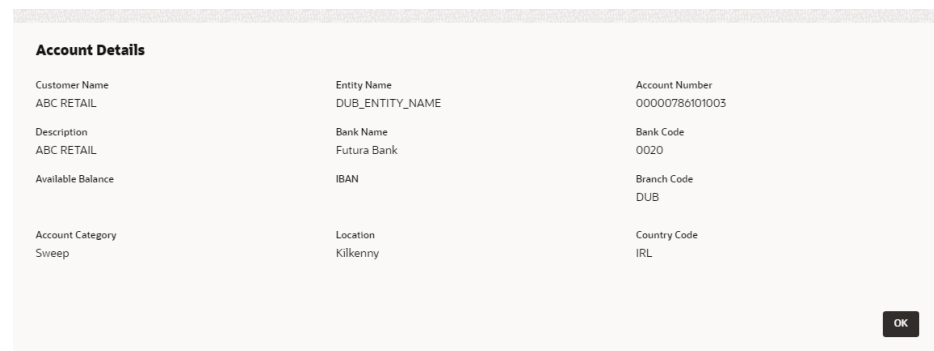 Account Details
Customer Name Entity Name Account Number
ABC RETAIL DUB_ENTITY_NAME 00000786101003
Description Bank Name Bank Code
ABC RETAIL Futura Bank 0020
Available Balance IBAN Branch Code
DUB
Account Category Location Country Code
Sweep Kilkenny IRL
OK